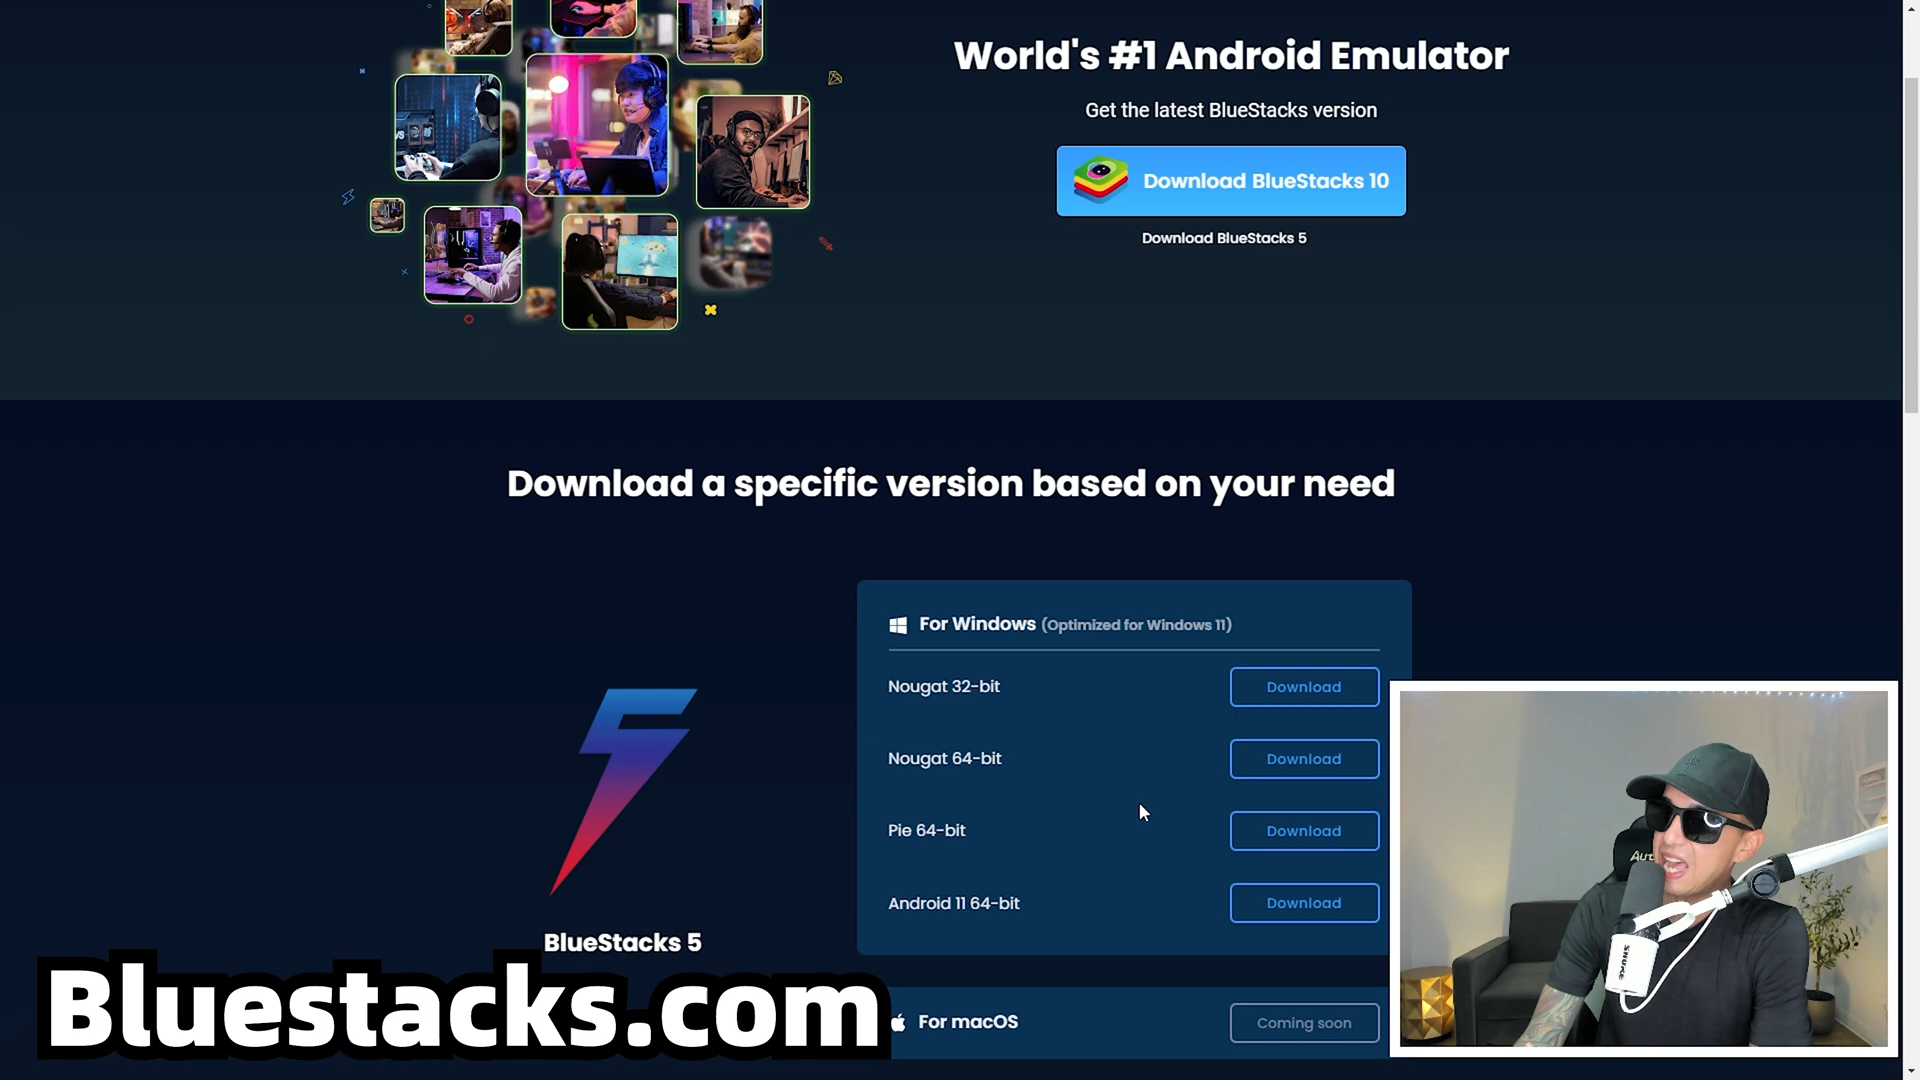 World's #1 Android Emulator
Get the latest BlueStacks version
Download BlueStacks 10
Download BlueStacks 5
Download a specific version based on your need
For Windows (Optimized for Windows 11)
Nougat 32-bit Download
Nougat 64-bit Download
Pie 64-bit Download
Android 11 64-bit Download
BlueStacks 5
Bluestacks.com
For macOS Coming soon